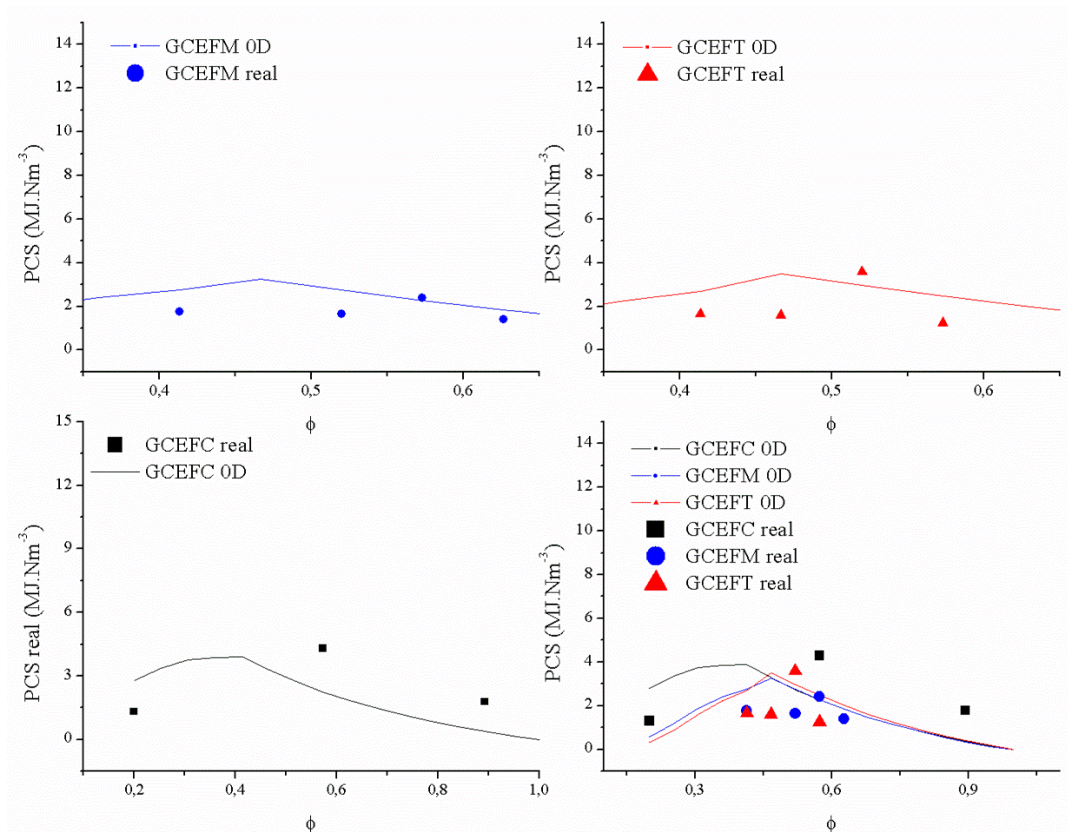 GCEFM 0D
GCEFM real
PCS (MJ.Nm-3)
14
12
10
8
6
4
2
0
0,4
0,5
0,6
ϕ
GCEFT 0D
GCEFT real
PCS (MJ.Nm-3)
14
12
10
8
6
4
2
0
0,4
0,5
0,6
ϕ
GCEFC real
GCEFC 0D
PCS real (MJ.Nm-3)
15
12
9
6
3
0
0,2
0,4
0,6
0,8
1,0
ϕ
GCEFC 0D
GCEFM 0D
GCEFT 0D
GCEFC real
GCEFM real
GCEFT real
PCS (MJ.Nm-3)
14
12
10
8
6
4
2
0
0,3
0,6
0,9
ϕ